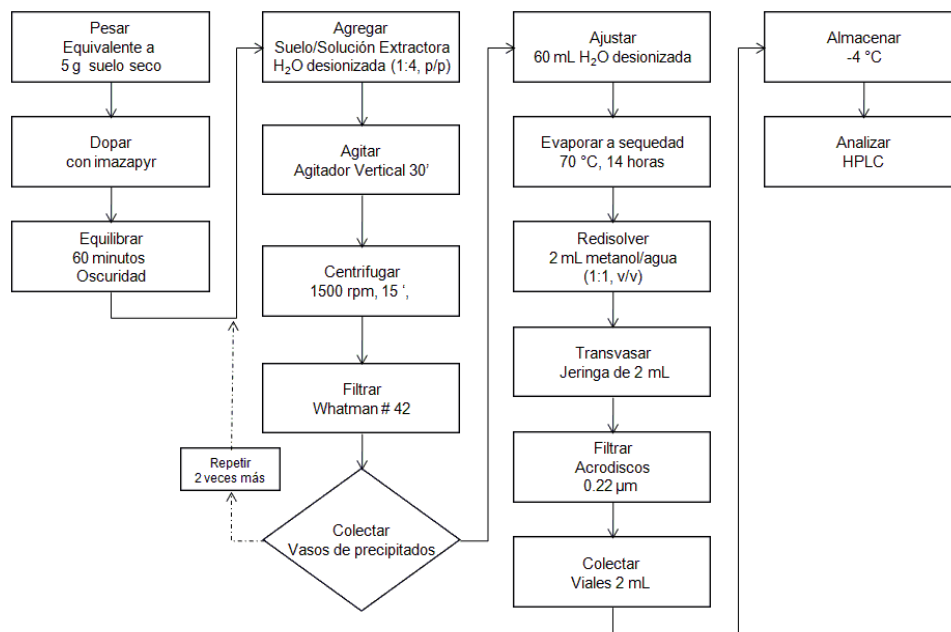 Pesar
Equivalente a
5 g suelo seco
Dopar
con imazapyr
Equilibrar
60 minutos
Oscuridad
Agregar
Suelo/Solución Extractora
H₂O desionizada (1:4, p/p)
Agitar
Agitador Vertical 30’
Centrifugar
1500 rpm, 15 ‘,
Filtrar
Whatman # 42
Repetir
2 veces más
Colectar
Vasos de precipitados
Ajustar
60 mL H₂O desionizada
Evaporar a sequedad
70 °C, 14 horas
Redisolver
2 mL metanol/agua
(1:1, v/v)
Transvasar
Jeringa de 2 mL
Filtrar
Acrodiscos
0.22 µm
Colectar
Viales 2 mL
Almacenar
-4 °C
Analizar
HPLC